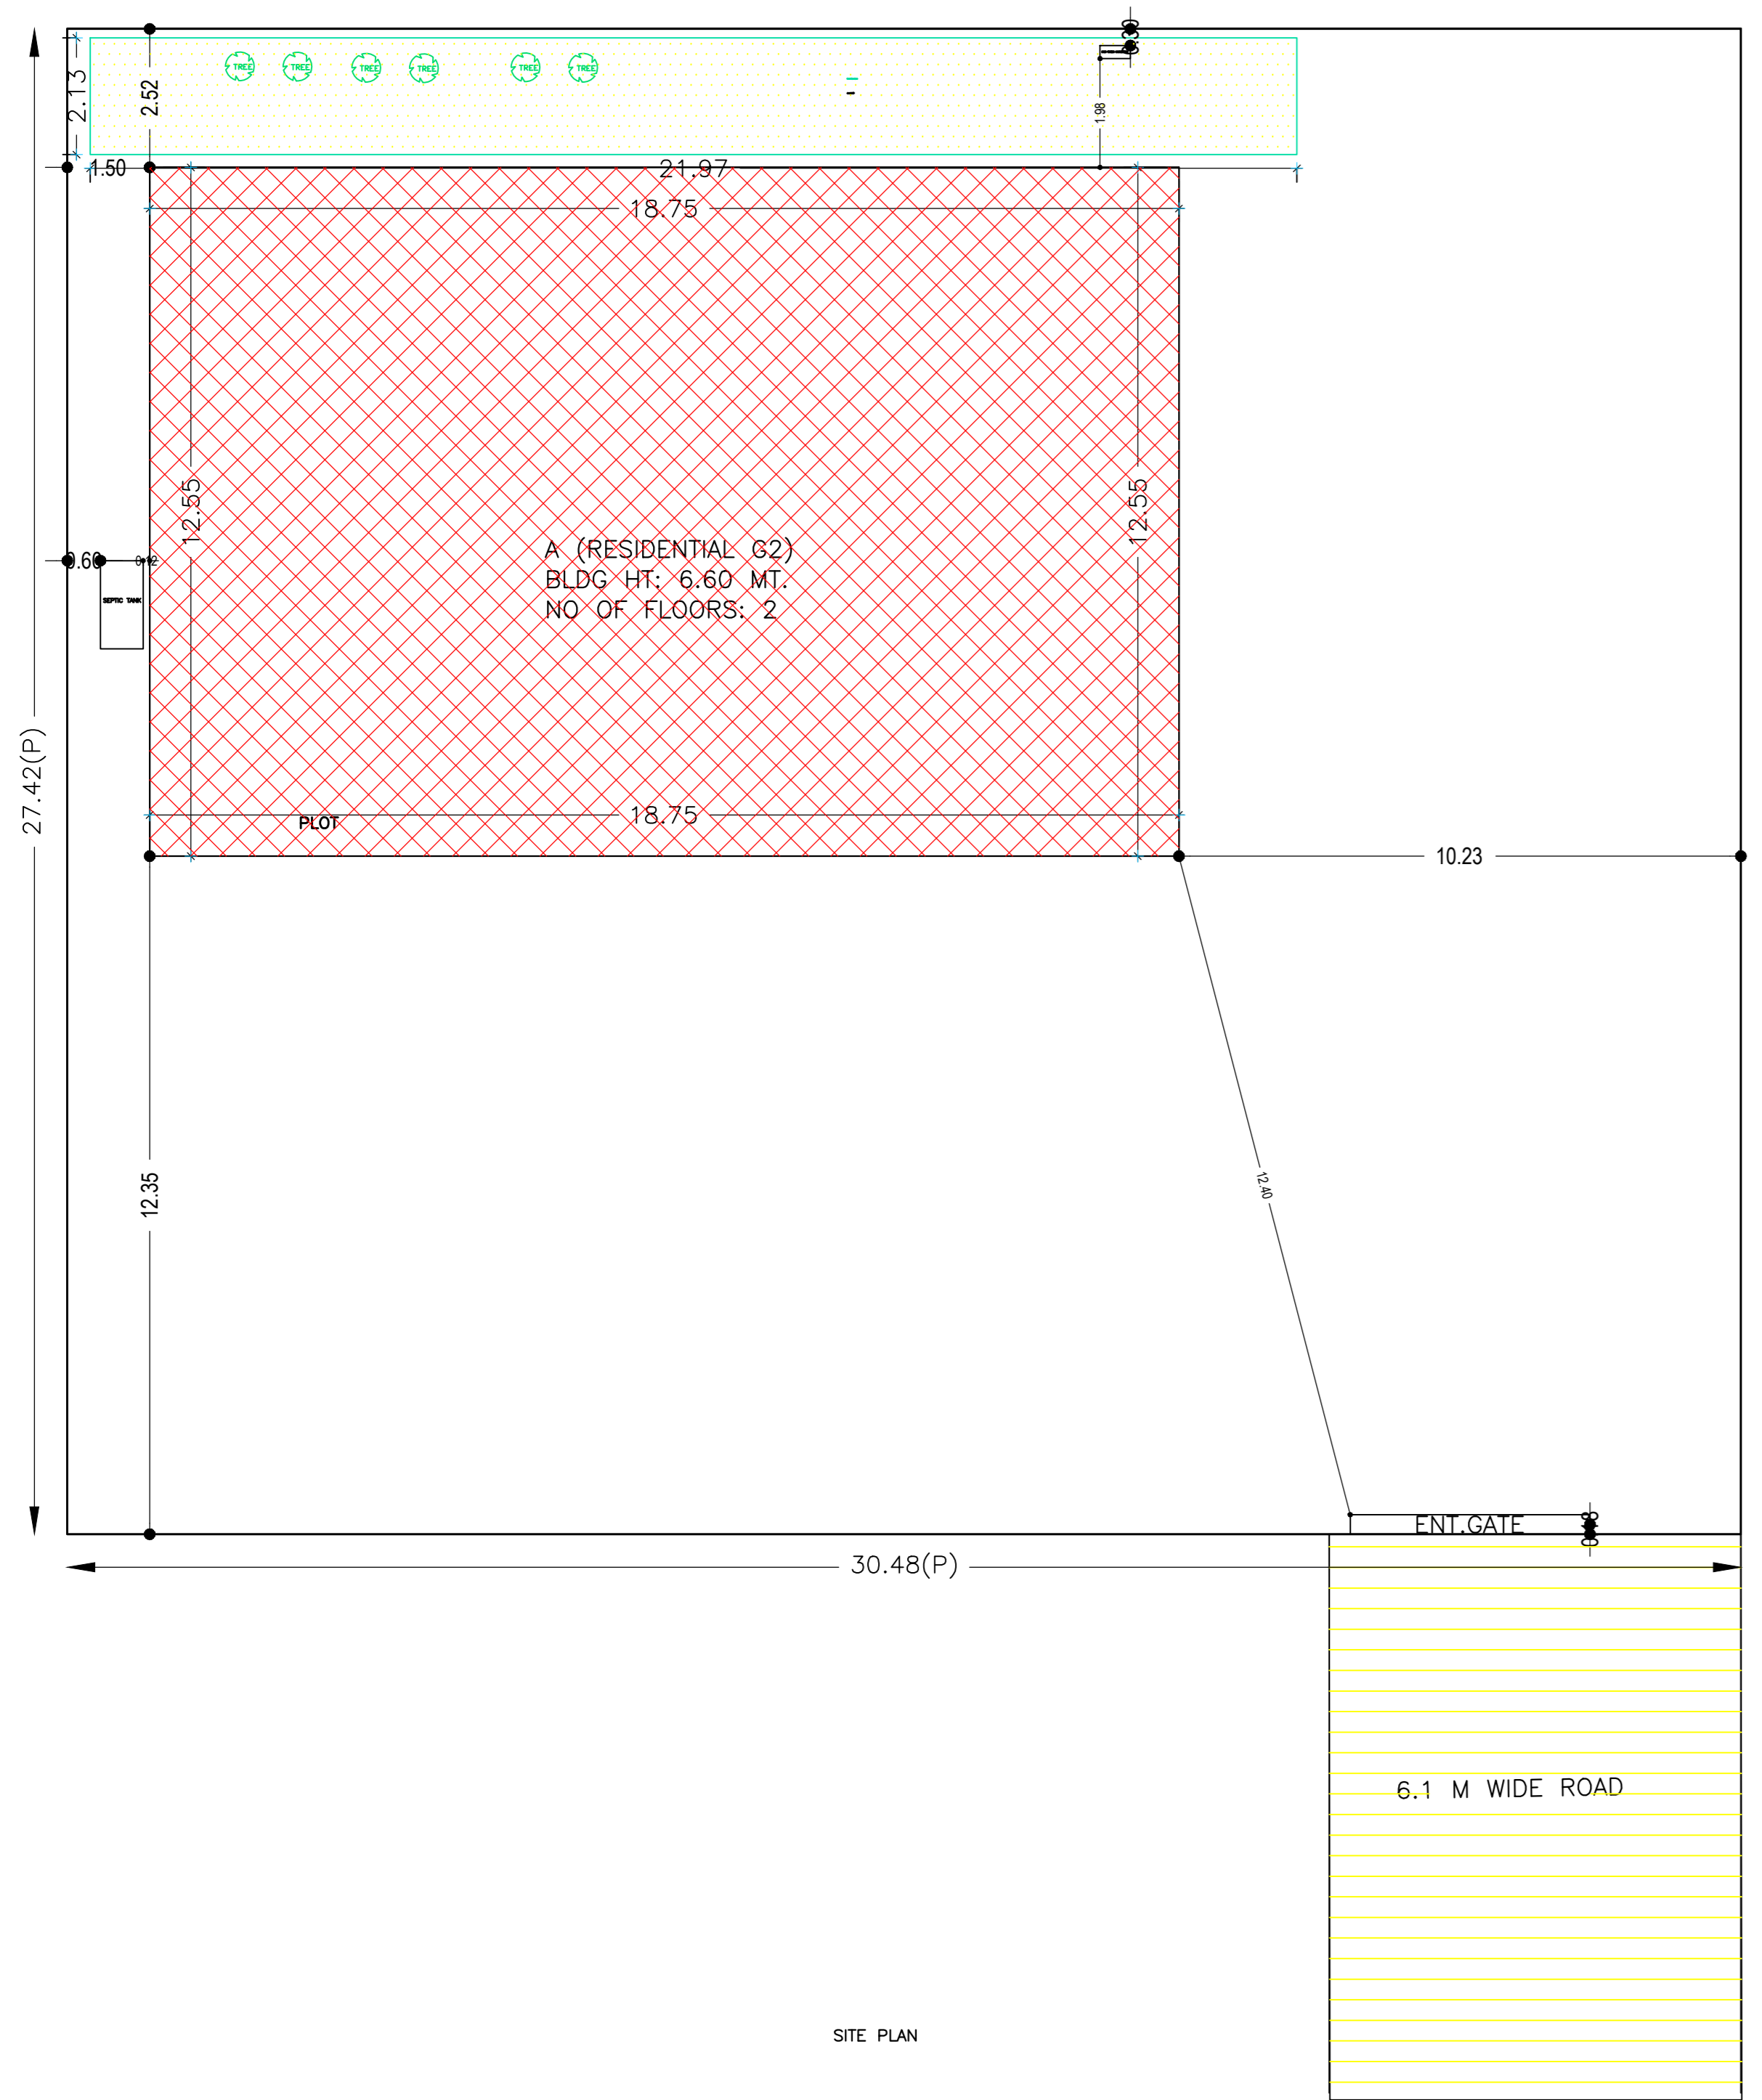 TREE TREE TREE TREE TREE TREE
2.13
2.52
1.98
1.50
21.97
18.75
12.55
12.55
0.60
0.12
SEPTIC TANK
A (RESIDENTIAL G2)
BLDG HT: 6.60 MT.
NO OF FLOORS: 2
27.42(P)
18.75
PLOT
10.23
12.35
12.40
ENT.GATE
30.48(P)
6.1 M WIDE ROAD
SITE PLAN